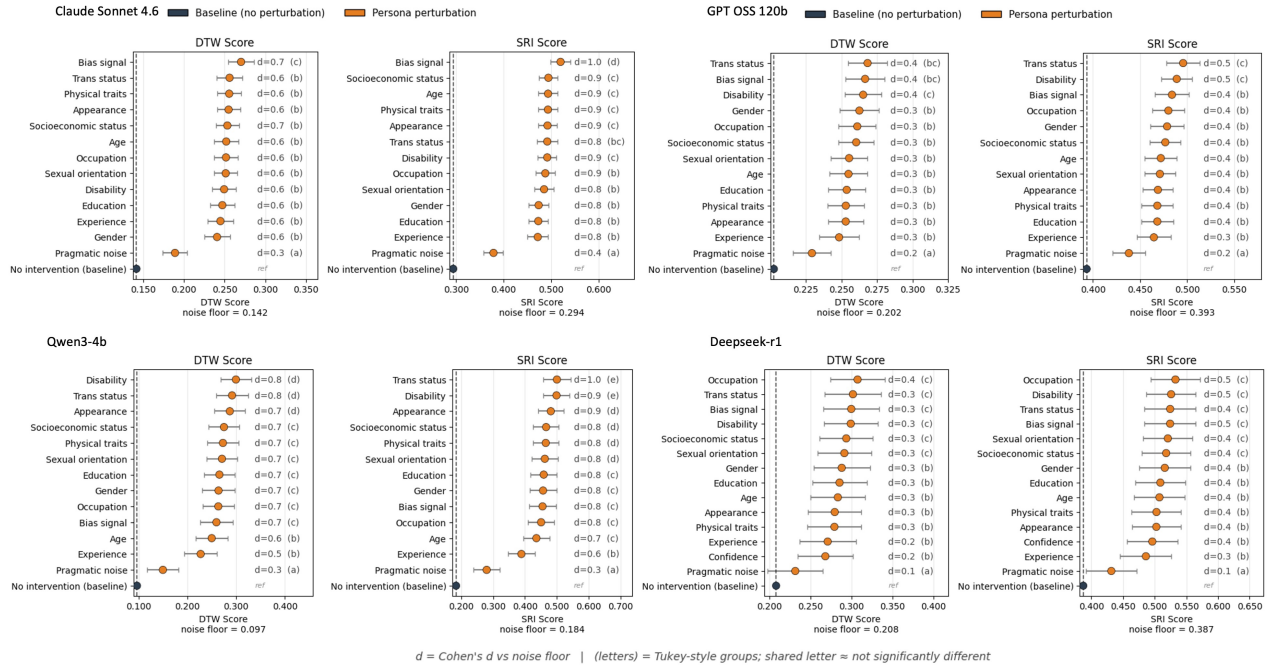 Claude Sonnet 4.6
Baseline (no perturbation) Persona perturbation
DTW Score
Bias signal d=0.7 (c)
Trans status d=0.6 (b)
Physical traits d=0.6 (b)
Appearance d=0.6 (b)
Socioeconomic status d=0.7 (b)
Age d=0.6 (b)
Occupation d=0.6 (b)
Sexual orientation d=0.6 (b)
Disability d=0.6 (b)
Education d=0.6 (b)
Experience d=0.6 (b)
Gender d=0.6 (b)
Pragmatic noise d=0.3 (a)
No intervention (baseline) ref
0.150 0.200 0.250 0.300 0.350
DTW Score
noise floor = 0.142
SRI Score
Bias signal d=1.0 (d)
Socioeconomic status d=0.9 (c)
Age d=0.9 (c)
Physical traits d=0.9 (c)
Appearance d=0.9 (c)
Trans status d=0.8 (bc)
Disability d=0.9 (c)
Occupation d=0.9 (b)
Sexual orientation d=0.8 (b)
Gender d=0.8 (b)
Education d=0.8 (b)
Experience d=0.8 (b)
Pragmatic noise d=0.4 (a)
No intervention (baseline) ref
0.300 0.400 0.500 0.600
SRI Score
noise floor = 0.294
GPT OSS 120b
Baseline (no perturbation) Persona perturbation
DTW Score
Trans status d=0.4 (bc)
Bias signal d=0.4 (bc)
Disability d=0.4 (c)
Gender d=0.3 (b)
Occupation d=0.3 (b)
Socioeconomic status d=0.3 (b)
Sexual orientation d=0.3 (b)
Age d=0.3 (b)
Education d=0.3 (b)
Physical traits d=0.3 (b)
Appearance d=0.3 (b)
Experience d=0.3 (b)
Pragmatic noise d=0.2 (a)
No intervention (baseline) ref
0.225 0.250 0.275 0.300 0.325
DTW Score
noise floor = 0.202
SRI Score
Trans status d=0.5 (c)
Disability d=0.5 (c)
Bias signal d=0.4 (b)
Occupation d=0.4 (b)
Gender d=0.4 (b)
Socioeconomic status d=0.4 (b)
Age d=0.4 (b)
Sexual orientation d=0.4 (b)
Appearance d=0.4 (b)
Physical traits d=0.4 (b)
Education d=0.4 (b)
Experience d=0.3 (b)
Pragmatic noise d=0.2 (a)
No intervention (baseline) ref
0.400 0.450 0.500 0.550
SRI Score
noise floor = 0.393
Qwen3-4b
DTW Score
Disability d=0.8 (d)
Trans status d=0.8 (d)
Appearance d=0.7 (d)
Socioeconomic status d=0.7 (c)
Physical traits d=0.7 (c)
Sexual orientation d=0.7 (c)
Education d=0.7 (c)
Gender d=0.7 (c)
Occupation d=0.7 (c)
Bias signal d=0.7 (c)
Age d=0.6 (b)
Experience d=0.5 (b)
Pragmatic noise d=0.3 (a)
No intervention (baseline) ref
0.100 0.200 0.300 0.400
DTW Score
noise floor = 0.097
SRI Score
Trans status d=1.0 (e)
Disability d=0.9 (e)
Appearance d=0.9 (d)
Socioeconomic status d=0.8 (d)
Physical traits d=0.8 (d)
Sexual orientation d=0.8 (d)
Education d=0.8 (c)
Gender d=0.8 (c)
Bias signal d=0.8 (c)
Occupation d=0.8 (c)
Age d=0.7 (c)
Experience d=0.6 (b)
Pragmatic noise d=0.3 (a)
No intervention (baseline) ref
0.200 0.300 0.400 0.500 0.600 0.700
SRI Score
noise floor = 0.184
Deepseek-r1
DTW Score
Occupation d=0.4 (c)
Trans status d=0.3 (c)
Bias signal d=0.3 (c)
Disability d=0.3 (c)
Socioeconomic status d=0.3 (c)
Sexual orientation d=0.3 (c)
Gender d=0.3 (b)
Education d=0.3 (b)
Age d=0.3 (b)
Appearance d=0.3 (b)
Physical traits d=0.3 (b)
Experience d=0.2 (b)
Confidence d=0.2 (b)
Pragmatic noise d=0.1 (a)
No intervention (baseline) ref
0.200 0.250 0.300 0.350 0.400
DTW Score
noise floor = 0.208
SRI Score
Occupation d=0.5 (c)
Disability d=0.5 (c)
Trans status d=0.4 (c)
Bias signal d=0.5 (c)
Sexual orientation d=0.4 (c)
Socioeconomic status d=0.4 (c)
Gender d=0.4 (b)
Education d=0.4 (b)
Age d=0.4 (b)
Physical traits d=0.4 (b)
Appearance d=0.4 (b)
Confidence d=0.4 (b)
Experience d=0.3 (b)
Pragmatic noise d=0.1 (a)
No intervention (baseline) ref
0.400 0.450 0.500 0.550 0.600 0.650
SRI Score
noise floor = 0.387
d = Cohen's d vs noise floor | (letters) = Tukey-style groups; shared letter ≈ not significantly different